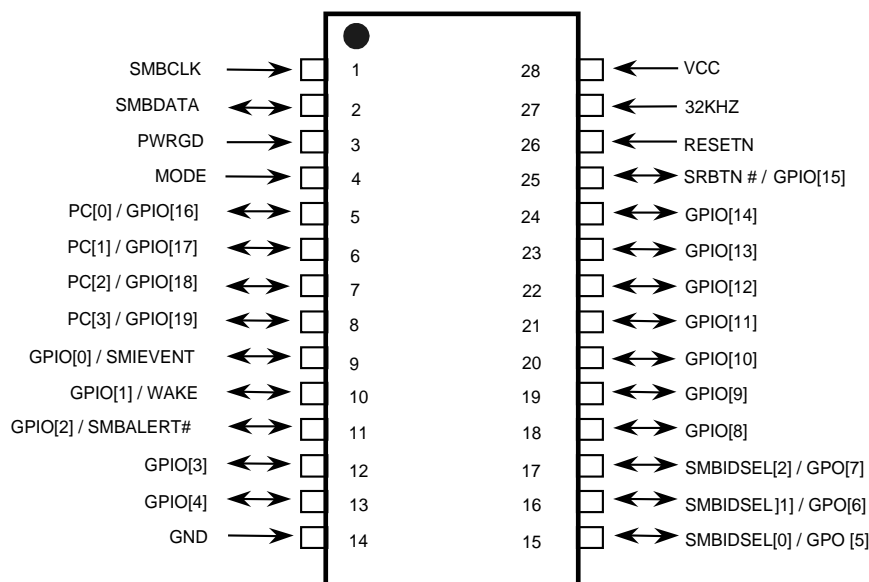 SMBCLK 1 28 VCC
SMBDATA 2 27 32KHZ
PWRGD 3 26 RESETN
MODE 4 25 SRBTN # / GPIO[15]
PC[0] / GPIO[16] 5 24 GPIO[14]
PC[1] / GPIO[17] 6 23 GPIO[13]
PC[2] / GPIO[18] 7 22 GPIO[12]
PC[3] / GPIO[19] 8 21 GPIO[11]
GPIO[0] / SMIEVENT 9 20 GPIO[10]
GPIO[1] / WAKE 10 19 GPIO[9]
GPIO[2] / SMBALERT# 11 18 GPIO[8]
GPIO[3] 12 17 SMBIDSEL[2] / GPO[7]
GPIO[4] 13 16 SMBIDSEL]1] / GPO[6]
GND 14 15 SMBIDSEL[0] / GPO [5]